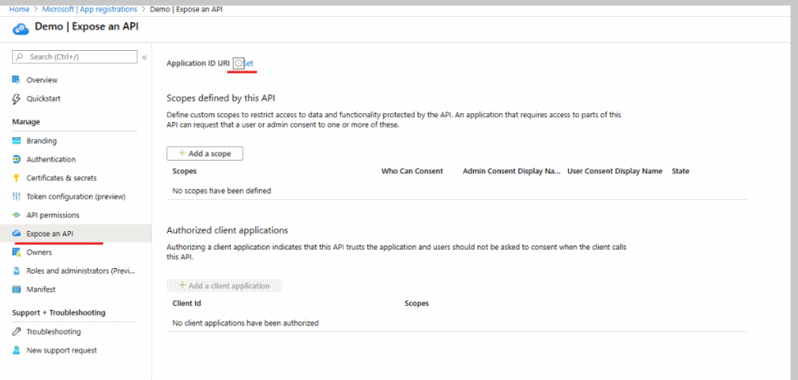 Home > Microsoft | App registrations > Demo | Expose an API
Demo | Expose an API
Search (Ctrl+/)
«
Overview
Quickstart
Manage
Branding
Authentication
Certificates & secrets
Token configuration (preview)
API permissions
Expose an API
Owners
Roles and administrators (Previ...
Manifest
Support + Troubleshooting
Troubleshooting
New support request
Application ID URI Set
Scopes defined by this API
Define custom scopes to restrict access to data and functionality protected by the API. An application that requires access to parts of this
API can request that a user or admin consent to one or more of these.
+ Add a scope
Scopes Who Can Consent Admin Consent Display Na... User Consent Display Name State
No scopes have been defined
Authorized client applications
Authorizing a client application indicates that this API trusts the application and users should not be asked to consent when the client calls
this API.
+ Add a client application
Client Id Scopes
No client applications have been authorized